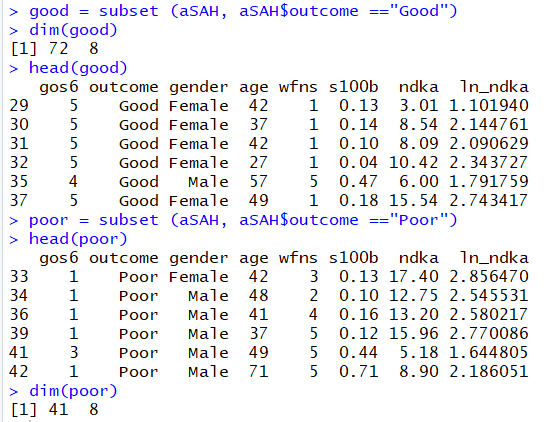 > good = subset (aSAH, aSAH$outcome =="Good")
> dim(good)
[1] 72  8
> head(good)
   gos6 outcome gender age wfns s100b  ndka  ln_ndka
29    5    Good Female  42    1  0.13  3.01 1.101940
30    5    Good Female  37    1  0.14  8.54 2.144761
31    5    Good Female  42    1  0.10  8.09 2.090629
32    5    Good Female  27    1  0.04 10.42 2.343727
35    4    Good   Male  57    5  0.47  6.00 1.791759
37    5    Good Female  49    1  0.18 15.54 2.743417
> poor = subset (aSAH, aSAH$outcome =="Poor")
> head(poor)
   gos6 outcome gender age wfns s100b  ndka  ln_ndka
33    1    Poor Female  42    3  0.13 17.40 2.856470
34    1    Poor   Male  48    2  0.10 12.75 2.545531
36    1    Poor   Male  41    4  0.16 13.20 2.580217
39    1    Poor   Male  37    5  0.12 15.96 2.770086
41    3    Poor   Male  49    5  0.44  5.18 1.644805
42    1    Poor   Male  71    5  0.71  8.90 2.186051
> dim(poor)
[1] 41  8